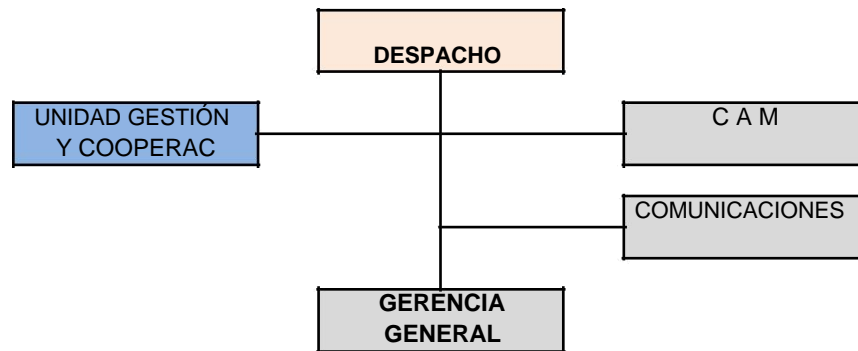 DESPACHO
UNIDAD GESTIÓN
Y COOPERAC
C A M
COMUNICACIONES
GERENCIA
GENERAL